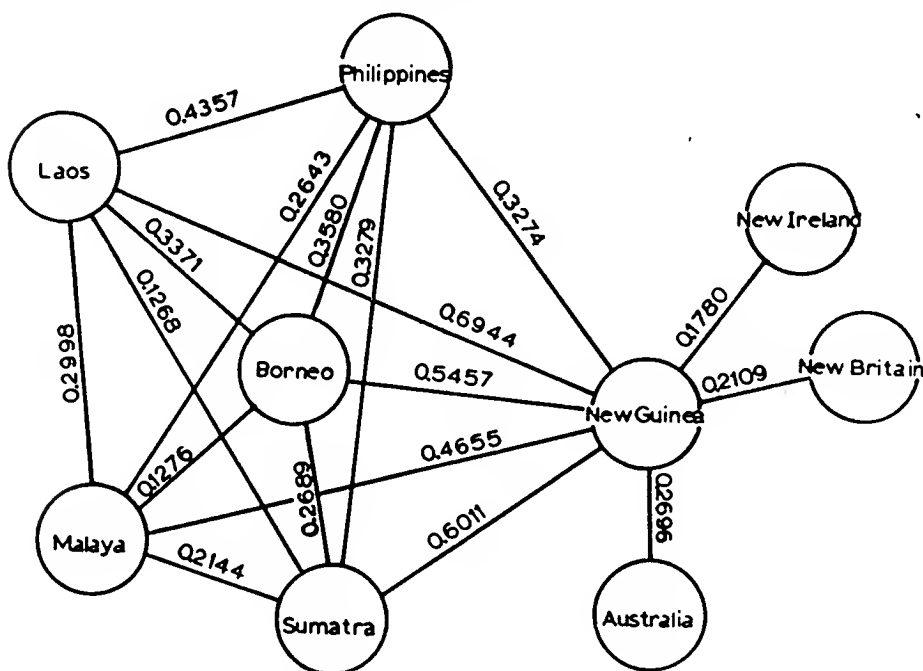 Philippines
0.4357
Laos
0.2643
0.3580
0.3279
0.3274
New Ireland
0.3371
0.1268
0.1780
0.6944
0.2998
Borneo
0.5457
New Britain
0.2109
New Guinea
0.4655
0.1276
0.2689
0.2696
0.6011
Malaya
0.2144
Sumatra
Australia